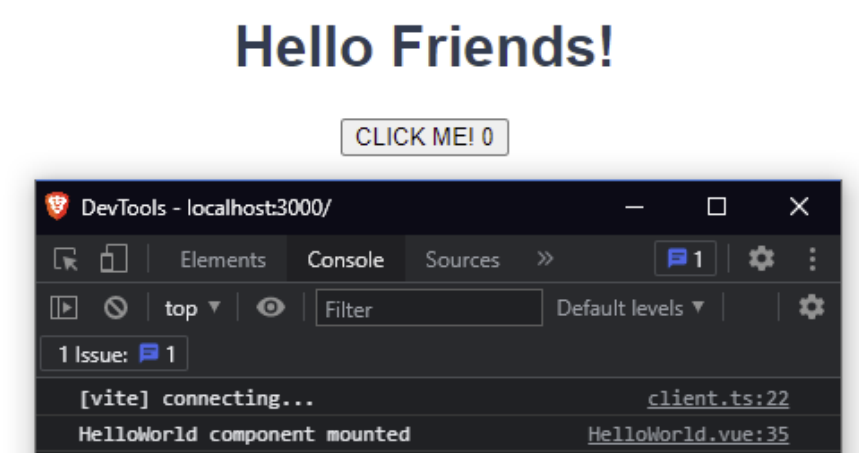 Hello Friends!
CLICK ME! 0
DevTools - localhost:3000/
Elements Console Sources » 1
top ▼ Filter Default levels ▼
1 Issue: 1
[vite] connecting... client.ts:22
HelloWorld component mounted HelloWorld.vue:35